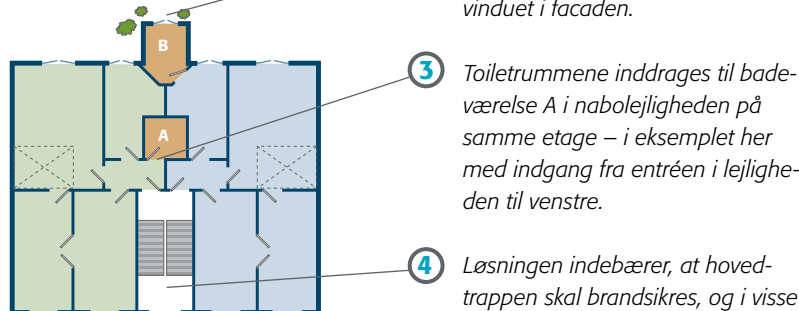 vinduet i facaden.
B
3
Toiletrummene inddrages til bade-
værelse A i nabolejligheden på
samme etage – i eksemplet her
med indgang fra entréen i lejlighe-
den til venstre.
A
4
Løsningen indebærer, at hoved-
trappen skal brandsikres, og i visse